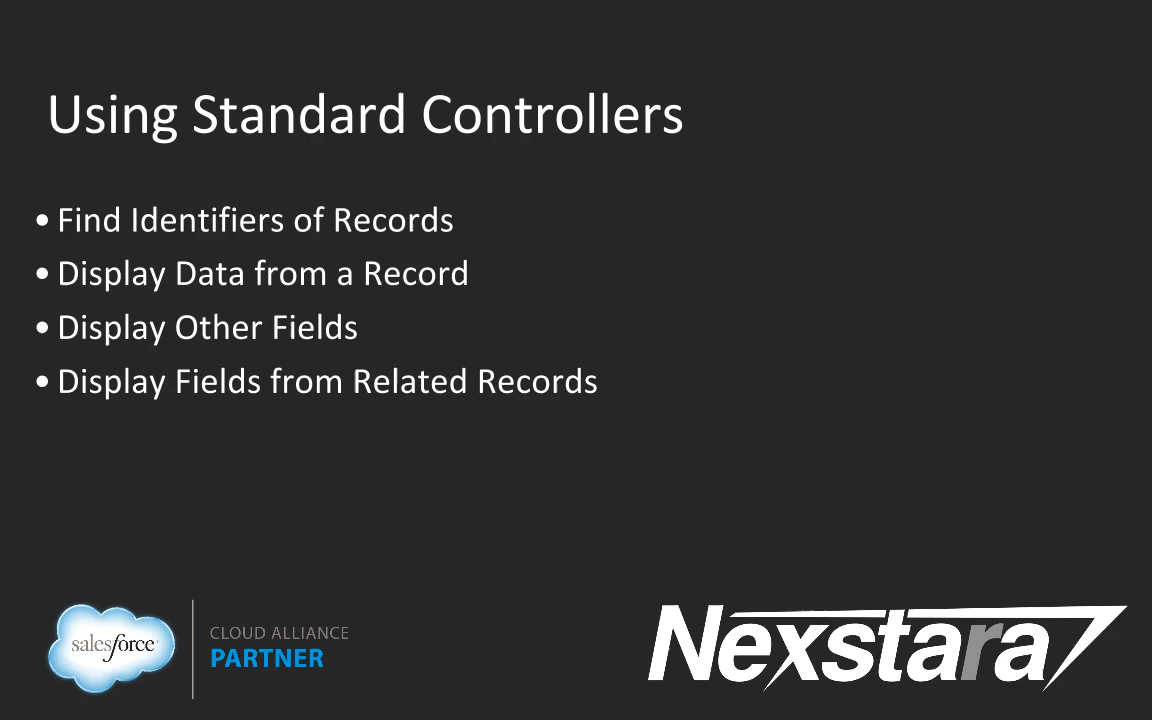 Using Standard Controllers
• Find Identifiers of Records
• Display Data from a Record
• Display Other Fields
• Display Fields from Related Records
salesforce
CLOUD ALLIANCE
PARTNER
Nexstara